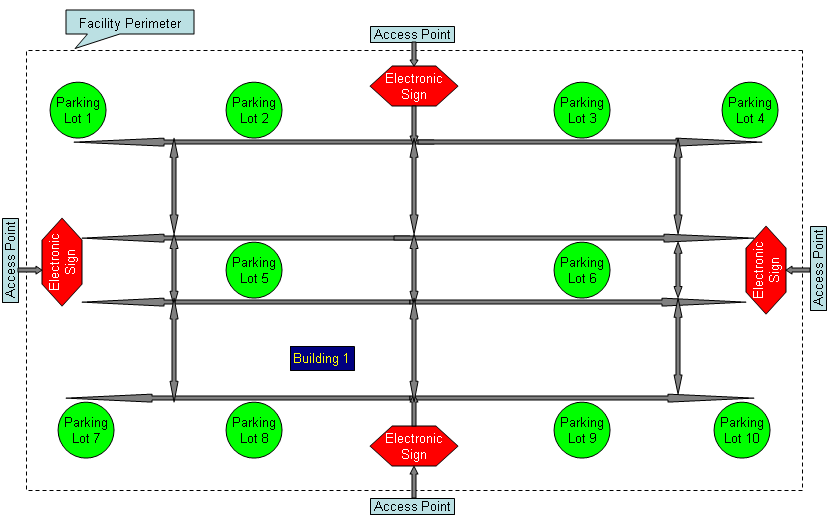 Facility Perimeter
Access Point
Electronic
Sign
Parking
Lot 1
Parking
Lot 2
Parking
Lot 3
Parking
Lot 4
Access Point
Electronic
Sign
Parking
Lot 5
Parking
Lot 6
Electronic
Sign
Access Point
Building 1
Parking
Lot 7
Parking
Lot 8
Electronic
Sign
Parking
Lot 9
Parking
Lot 10
Access Point